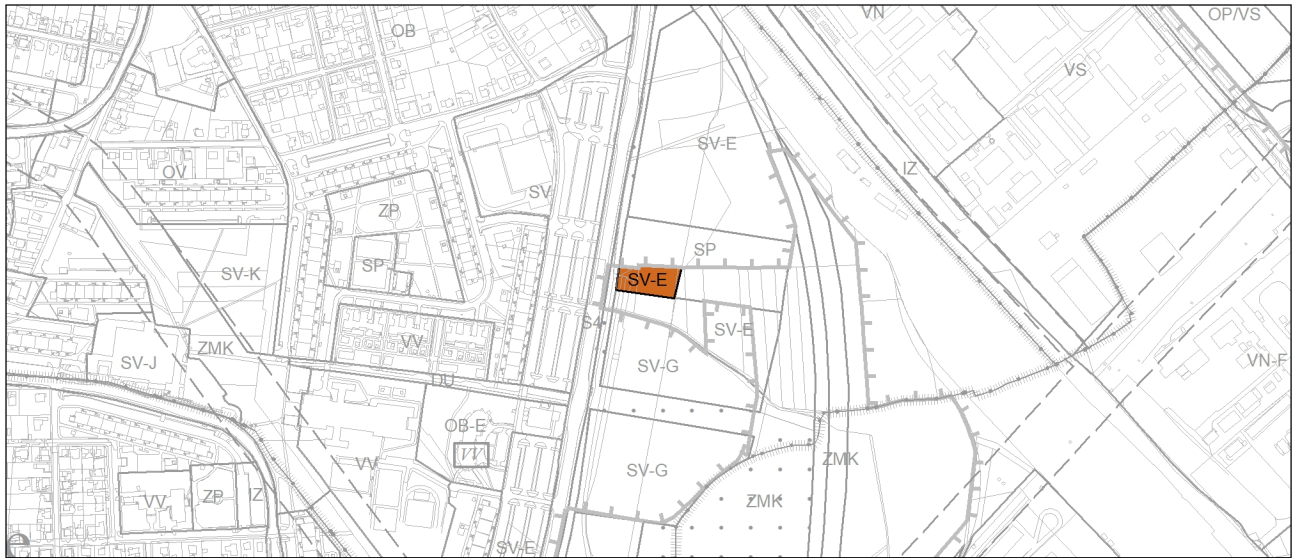 OB
VN
OP/VS
VS
SV-E
IZ
OV
SV
ZP
SP
SP
SV-K
SV-E
S4
SV-E
VV
ZMK
SV-J
SV-G
DU
VN-F
OB-E
VV
VV
SV-G
ZMK
VV
ZP
IZ
ZMK
SV-E